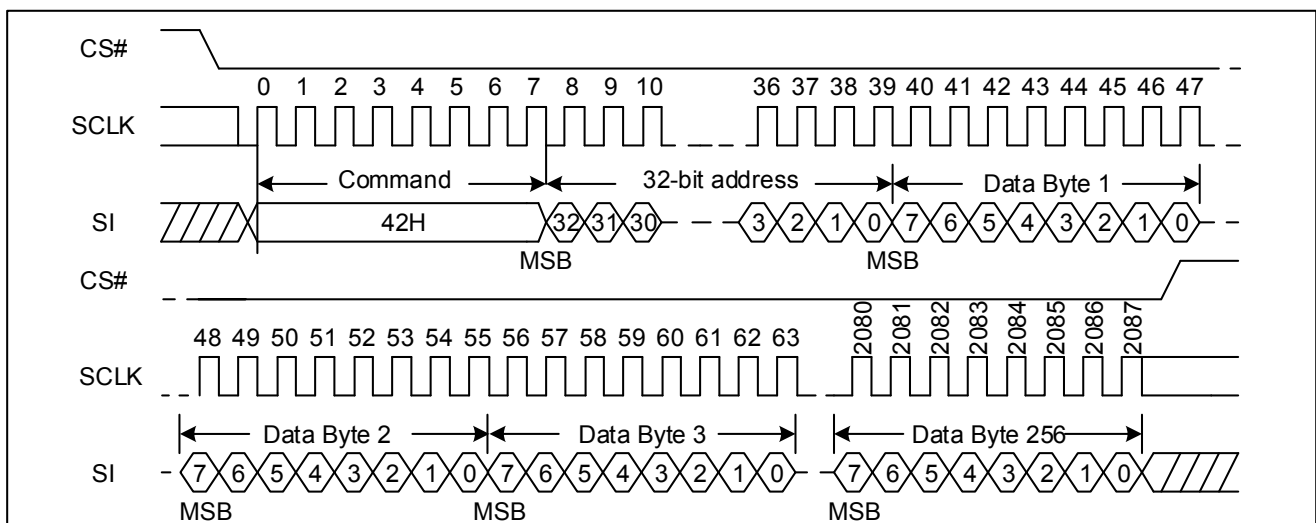 CS#
0 1 2 3 4 5 6 7 8 9 10 36 37 38 39 40 41 42 43 44 45 46 47
SCLK
Command 32-bit address Data Byte 1
SI 42H 32 31 30 3 2 1 0 7 6 5 4 3 2 1 0
MSB MSB
CS#
48 49 50 51 52 53 54 55 56 57 58 59 60 61 62 63 2080 2081 2082 2083 2084 2085 2086 2087
SCLK
Data Byte 2 Data Byte 3 Data Byte 256
SI 7 6 5 4 3 2 1 0 7 6 5 4 3 2 1 0 7 6 5 4 3 2 1 0
MSB MSB MSB